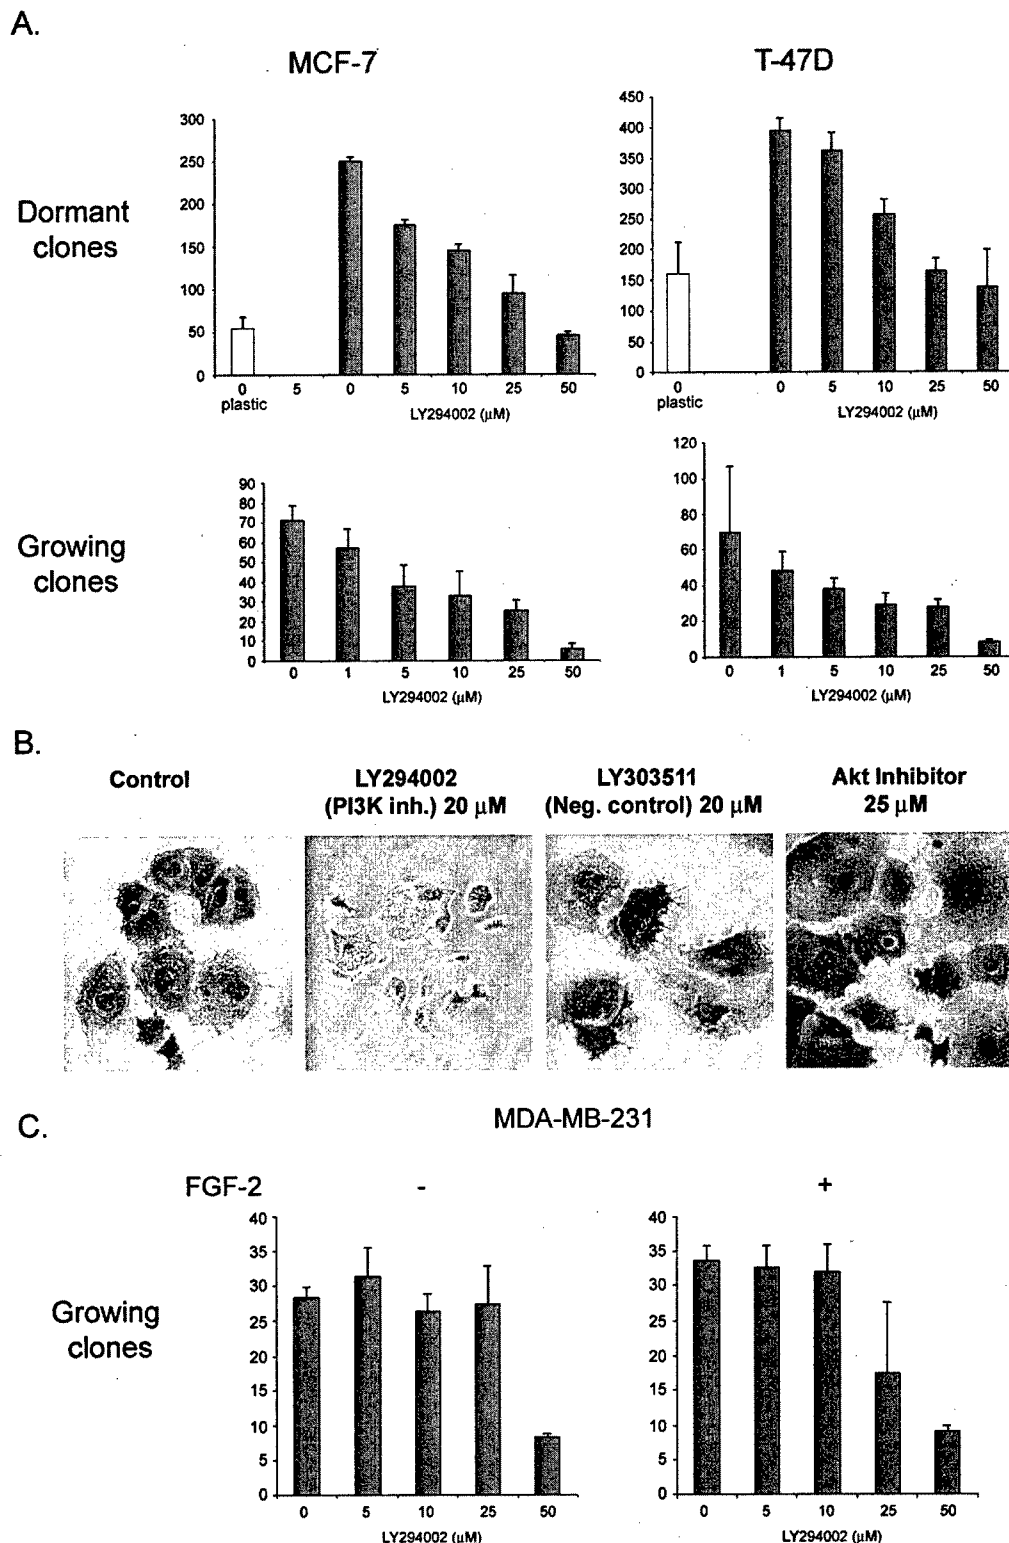 A.
MCF-7
T-47D
Dormant
clones
300
250
200
150
100
50
0
0 5 0 5 10 25 50
plastic
LY294002 (µM)
450
400
350
300
250
200
150
100
50
0
0 0 5 10 25 50
plastic
LY294002 (µM)
Growing
clones
90
80
70
60
50
40
30
20
10
0
0 1 5 10 25 50
LY294002 (µM)
120
100
80
60
40
20
0
0 1 5 10 25 50
LY294002 (µM)
B.
Control
LY294002
(PI3K inh.) 20 µM
LY303511
(Neg. control) 20 µM
Akt Inhibitor
25 µM
C.
MDA-MB-231
FGF-2 - +
Growing
clones
40
35
30
25
20
15
10
5
0
0 5 10 25 50
LY294002 (µM)
40
35
30
25
20
15
10
5
0
0 5 10 25 50
LY294002 (µM)